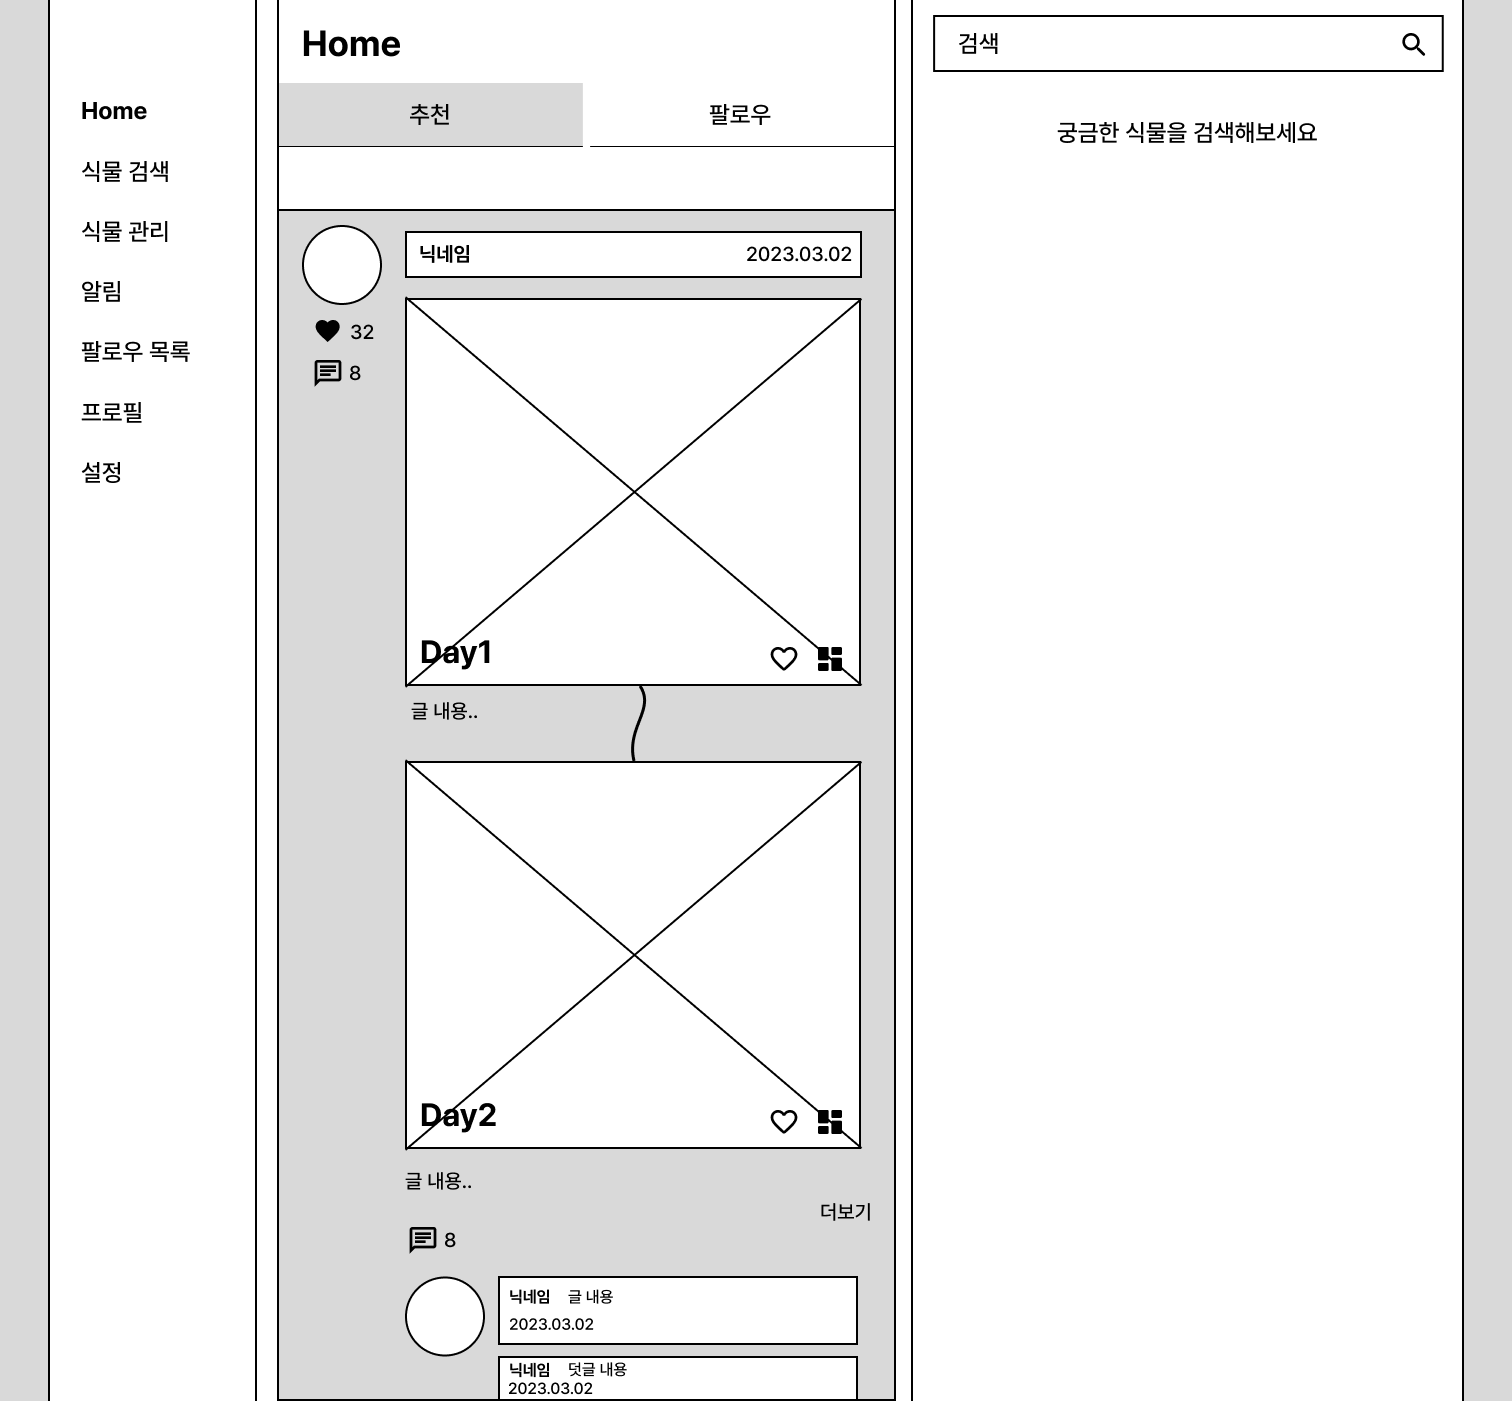 Home
식물 검색
식물 관리
알림
팔로우 목록
프로필
설정
Home
추천 팔로우
닉네임 2023.03.02
32
8
Day1
글 내용..
Day2
글 내용..
더보기
8
닉네임 글 내용
2023.03.02
닉네임 덧글 내용
2023.03.02
검색
궁금한 식물을 검색해보세요